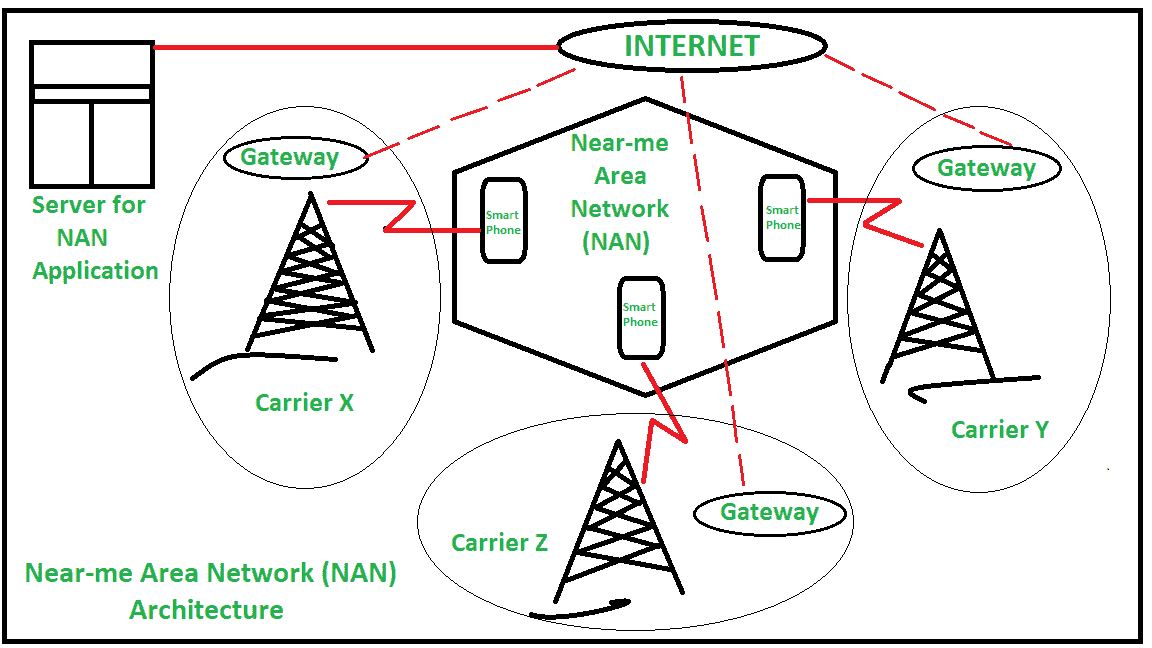 INTERNET
Server for
NAN
Application
Gateway
Carrier X
Near-me
Area
Network
(NAN)
Smart
Phone
Smart
Phone
Smart
Phone
Gateway
Carrier Y
Carrier Z
Gateway
Near-me Area Network (NAN)
Architecture